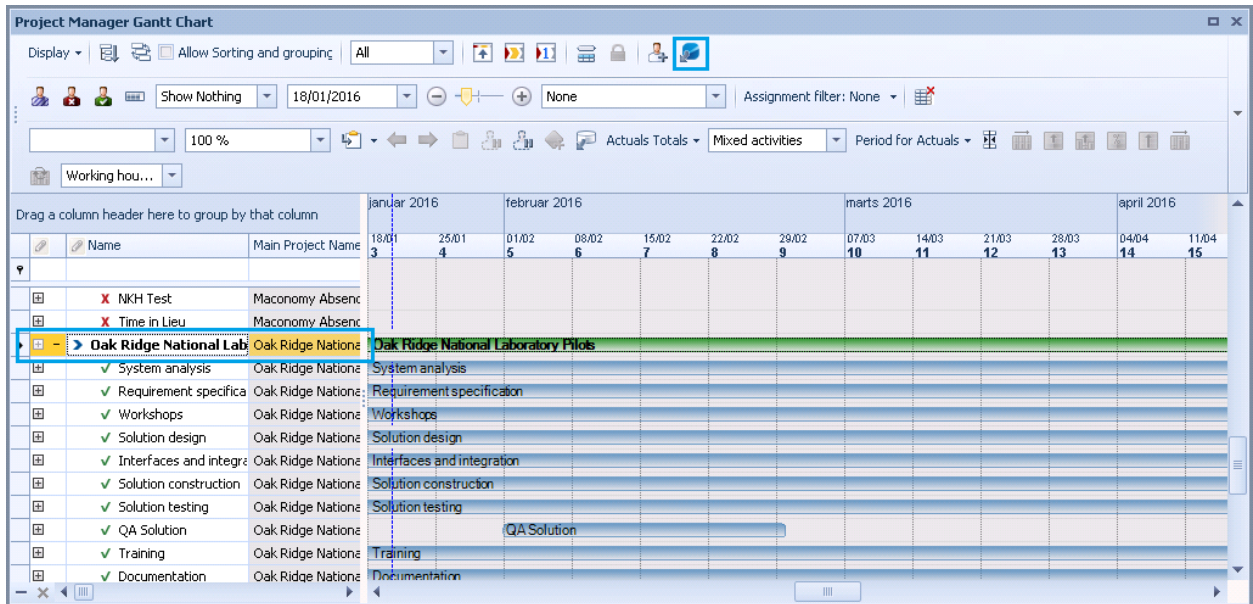 Project Manager Gantt Chart
Display Allow Sorting and grouping All
Show Nothing 18/01/2016 None Assignment filter: None
100 % Actuals Totals Mixed activities Period for Actuals
Working hou...
Drag a column header here to group by that column
januar 2016 februar 2016 marts 2016 april 2016
Name Main Project Name
18/01 25/01 01/02 08/02 15/02 22/02 29/02 07/03 14/03 21/03 28/03 04/04 11/04
3 4 5 6 7 8 9 10 11 12 13 14 15
NKH Test Maconomy Absenc
Time in Lieu Maconomy Absenc
Oak Ridge National Lab Oak Ridge Nationa Oak Ridge National Laboratory Pilots
System analysis Oak Ridge Nationa System analysis
Requirement specifica Oak Ridge Nationa Requirement specification
Workshops Oak Ridge Nationa Workshops
Solution design Oak Ridge Nationa Solution design
Interfaces and integra Oak Ridge Nationa Interfaces and integration
Solution construction Oak Ridge Nationa Solution construction
Solution testing Oak Ridge Nationa Solution testing
QA Solution Oak Ridge Nationa QA Solution
Training Oak Ridge Nationa Training
Documentation Oak Ridge Nationa Documentation